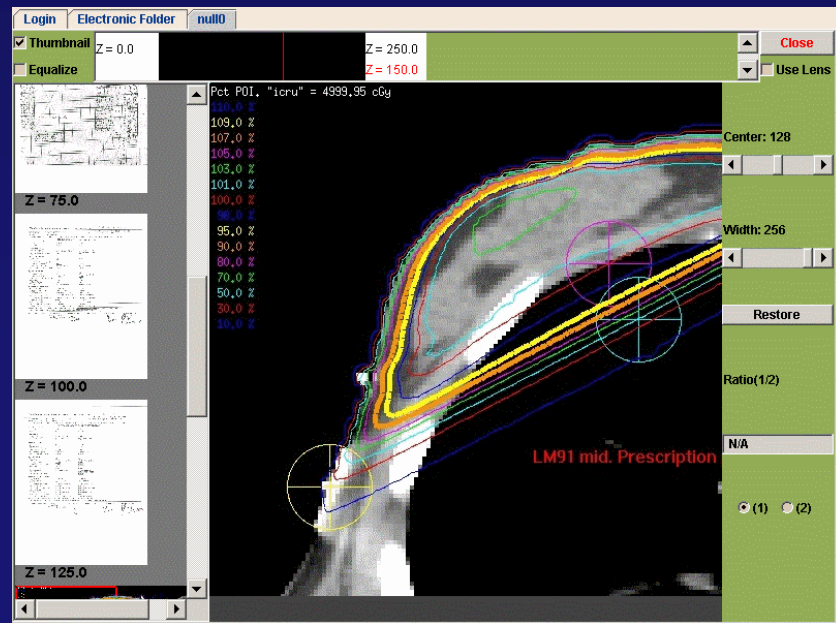 Login
Electronic Folder
null0
Thumbnail
Equalize
Z = 0.0
Z = 250.0
Z = 150.0
Close
Use Lens
Z = 75.0
Z = 100.0
Z = 125.0
Pct POI. "icru" = 4999.95 cGy
110.0 %
109.0 %
107.0 %
105.0 %
103.0 %
101.0 %
100.0 %
98.0 %
95.0 %
90.0 %
80.0 %
70.0 %
50.0 %
30.0 %
10.0 %
LM91 mid. Prescription
Center: 128
Width: 256
Restore
Ratio(1/2)
N/A
(1) (2)